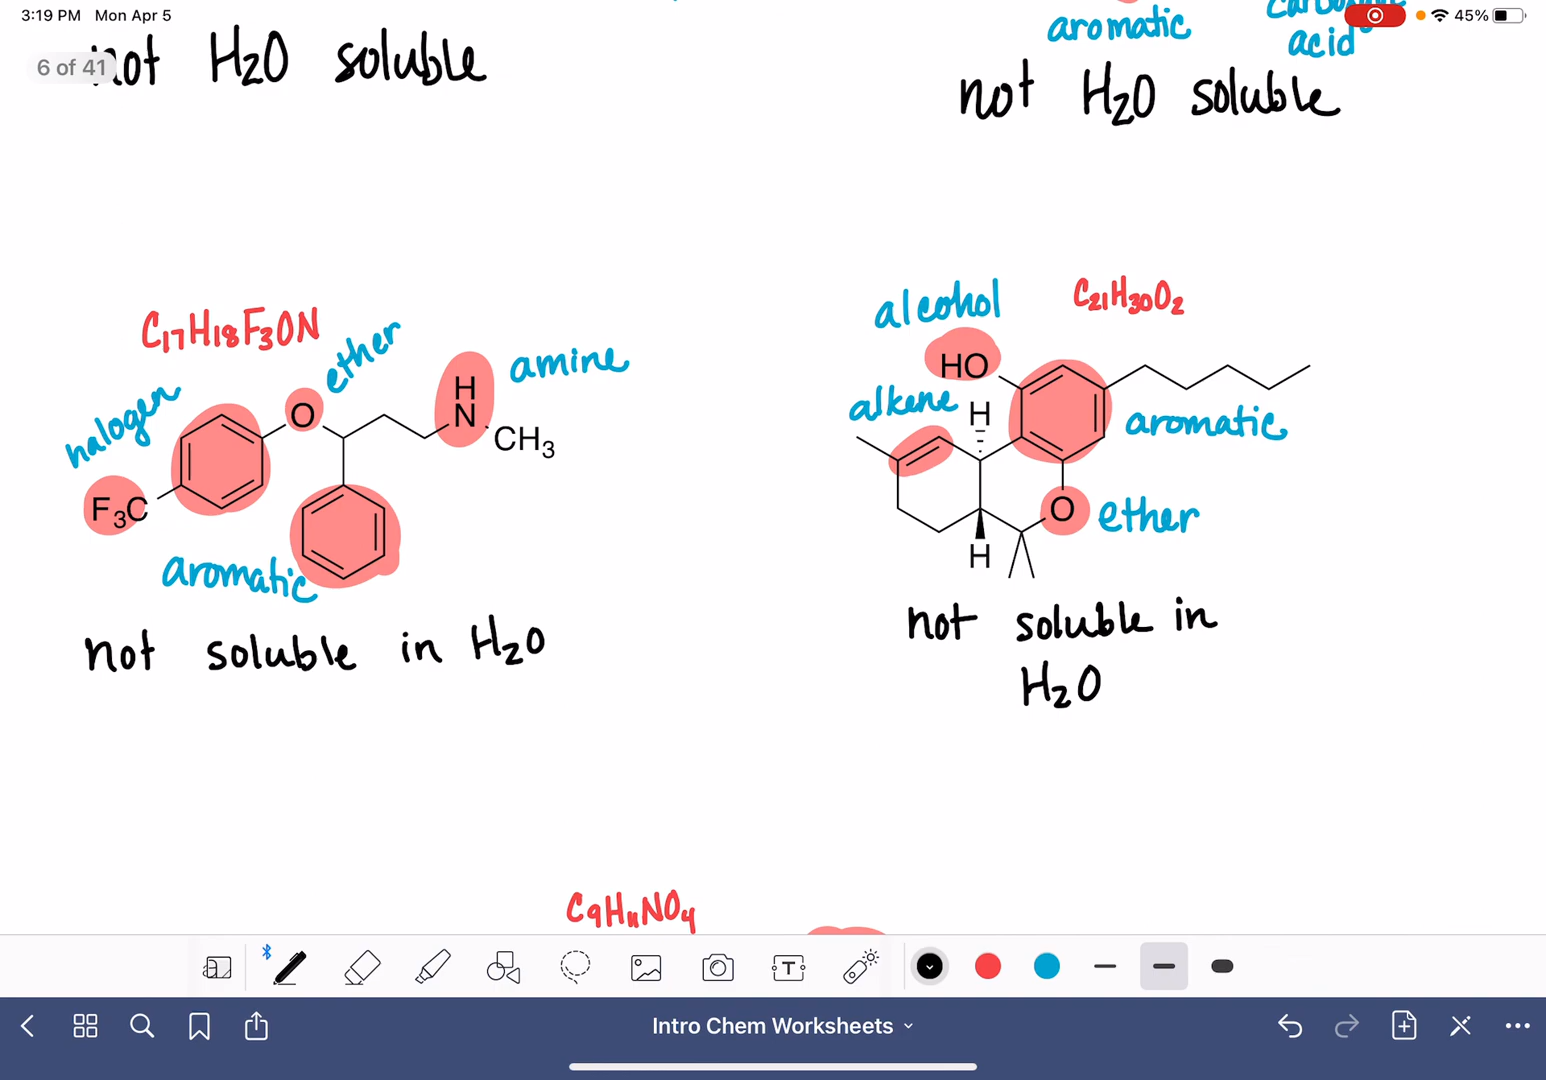 3:19 PM Mon Apr 5
45%
6 of 41
not H₂O soluble
aromatic
acid
not H₂O soluble
C₁₇H₁₈F₃ON
ether
halogen
amine
O
H
N
CH₃
F₃C
aromatic
not soluble in H₂O
alcohol
C₂₁H₃₀O₂
HO
alkene
H
aromatic
O
ether
H
not soluble in
H₂O
C₉H₁₁NO₄
T
Intro Chem Worksheets